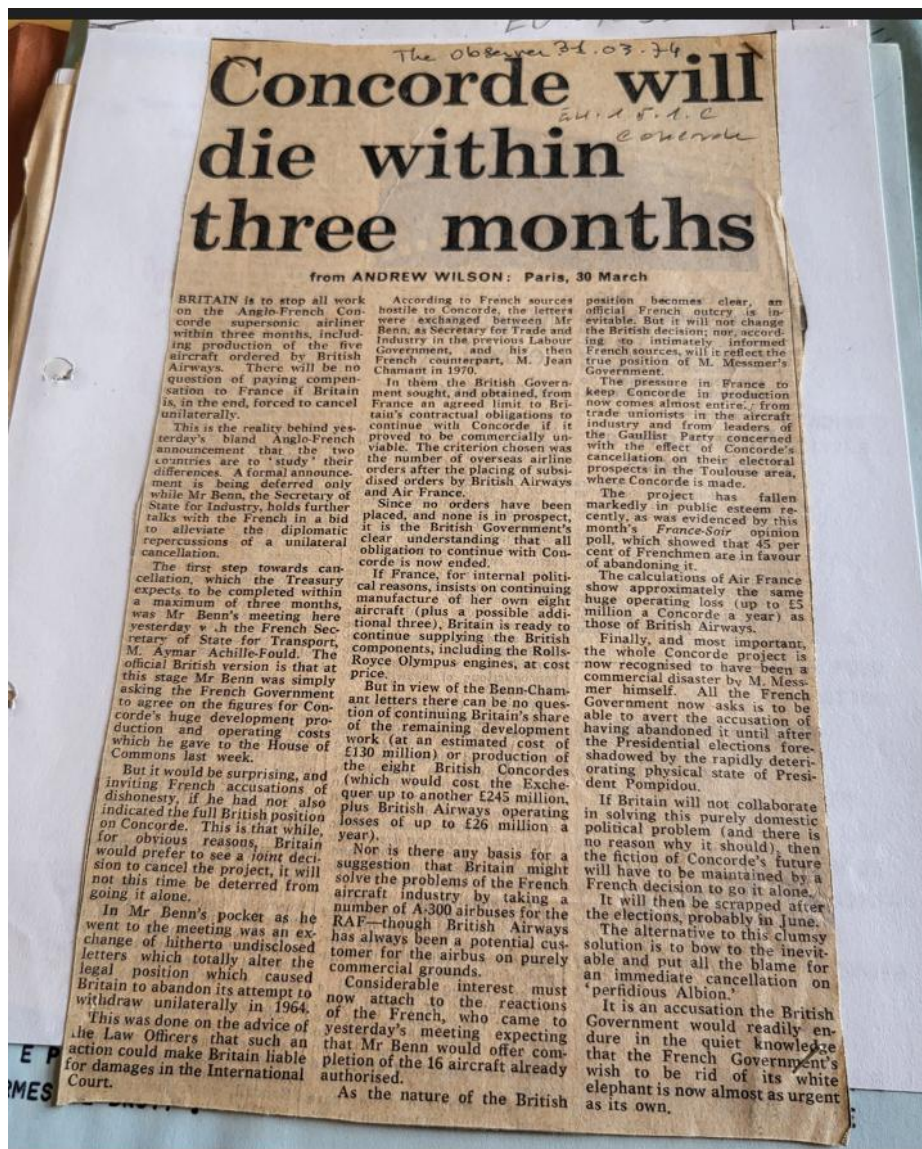 The Observer 31.03.74
Concorde will
die within
Concorde
three months
from ANDREW WILSON: Paris, 30 March
BRITAIN is to stop all work
on the Anglo-French Con-
corde supersonic airliner
within three months, includ-
ing production of the five
aircraft ordered by British
Airways. There will be no
question of paying compen-
sation to France if Britain
is, in the end, forced to cancel
unilaterally.
This is the reality behind yes-
terday's bland Anglo-French
announcement that the two
countries are to 'study' their
differences. A formal announce-
ment is being deferred only
while Mr Benn, the Secretary of
State for Industry, holds further
talks with the French in a bid
to alleviate the diplomatic
repercussions of a unilateral
cancellation.
The first step towards can-
cellation, which the Treasury
expects to be completed within
a maximum of three months,
was Mr Benn's meeting here
yesterday with the French Sec-
retary of State for Transport,
M. Aymar Achille-Fould. The
official British version is that at
this stage Mr Benn was simply
asking the French Government
to agree on the figures for Con-
corde's huge development pro-
duction and operating costs
which he gave to the House of
Commons last week.
But it would be surprising, and
inviting French accusations of
dishonesty, if he had not also
indicated the full British position
on Concorde. This is that while,
for obvious reasons, Britain
would prefer to see a joint deci-
sion to cancel the project, it will
not this time be deterred from
going it alone.
In Mr Benn's pocket as he
went to the meeting was an ex-
change of hitherto undisclosed
letters which totally alter the
legal position which caused
Britain to abandon its attempt to
withdraw unilaterally in 1964.
This was done on the advice of
the Law Officers that such an
action could make Britain liable
for damages in the International
Court.
According to French sources
hostile to Concorde, the letters
were exchanged between Mr
Benn, as Secretary for Trade and
Industry in the previous Labour
Government, and his then
French counterpart, M. Jean
Chamant in 1970.
In them the British Govern-
ment sought, and obtained, from
France an agreed limit to Bri-
tain's contractual obligations to
continue with Concorde if it
proved to be commercially un-
viable. The criterion chosen was
the number of overseas airline
orders after the placing of subsi-
dised orders by British Airways
and Air France.
Since no orders have been
placed, and none is in prospect,
it is the British Government's
clear understanding that all
obligation to continue with Con-
corde is now ended.
If France, for internal politi-
cal reasons, insists on continuing
manufacture of her own eight
aircraft (plus a possible addi-
tional three), Britain is ready to
continue supplying the British
components, including the Rolls-
Royce Olympus engines, at cost
price.
But in view of the Benn-Cham-
ant letters there can be no ques-
tion of continuing Britain's share
of the remaining development
work (at an estimated cost of
£130 million) or production of
the eight British Concordes
(which would cost the Exche-
quer up to another £245 million,
plus British Airways operating
losses of up to £26 million a
year).
Nor is there any basis for a
suggestion that Britain might
solve the problems of the French
aircraft industry by taking a
number of A-300 airbuses for the
RAF—though British Airways
has always been a potential cus-
tomer for the airbus on purely
commercial grounds.
Considerable interest must
now attach to the reactions
of the French, who came to
yesterday's meeting expecting
that Mr Benn would offer com-
pletion of the 16 aircraft already
authorised.
As the nature of the British
position becomes clear, an
official French outcry is in-
evitable. But it will not change
the British decision; nor, accord-
ing to intimately informed
French sources, will it reflect the
true position of M. Messmer's
Government.
The pressure in France to
keep Concorde in production
now comes almost entire.. from
trade unionists in the aircraft
industry and from leaders of
the Gaullist Party concerned
with the effect of Concorde's
cancellation on their electoral
prospects in the Toulouse area,
where Concorde is made.
The project has fallen
markedly in public esteem re-
cently, as was evidenced by this
month's France-Soir opinion
poll, which showed that 45 per
cent of Frenchmen are in favour
of abandoning it.
The calculations of Air France
show approximately the same
huge operating loss (up to £5
million a Concorde a year) as
those of British Airways.
Finally, and most important,
the whole Concorde project is
now recognised to have been a
commercial disaster by M. Mess-
mer himself. All the French
Government now asks is to be
able to avert the accusation of
having abandoned it until after
the Presidential elections fore-
shadowed by the rapidly deteri-
orating physical state of Presi-
dent Pompidou.
If Britain will not collaborate
in solving this purely domestic
political problem (and there is
no reason why it should), then
the fiction of Concorde's future
will have to be maintained by a
French decision to go it alone.
It will then be scrapped after
the elections, probably in June.
The alternative to this clumsy
solution is to bow to the inevit-
able and put all the blame for
an immediate cancellation on
'perfidious Albion.'
It is an accusation the British
Government would readily en-
dure in the quiet knowledge
that the French Government's
wish to be rid of its white
elephant is now almost as urgent
as its own.